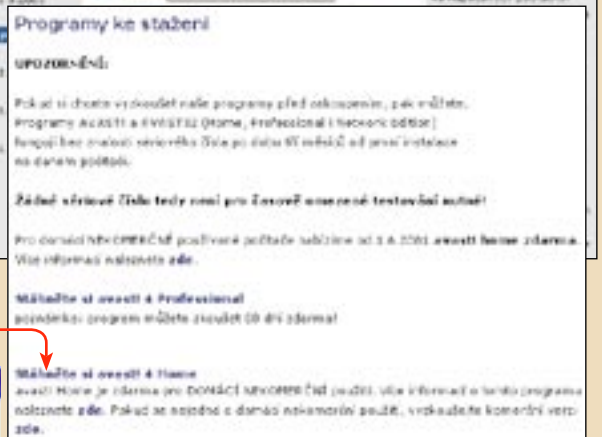 Programy ke stažení
UPOZORNĚNÍ:
Pokud si chcete vyzkoušet naše programy před zakoupením, pak můžete.
Programy AVAST! a AVAST32 (Home, Professional i Network Edition)
fungují bez znalosti sériového čísla po dobu tří měsíců od první instalace
na daném počítači.
Žádné sériové číslo tedy není pro časově omezené testování nutné!
Pro domácí NEKOMERČNĚ používané počítače nabízíme od 1.6.2001 avast! home zdarma.
Více informací naleznete zde.
Stáhněte si avast! 4 Professional
poznámka: program můžete zkoušet 60 dní zdarma!
Stáhněte si avast! 4 Home
avast! Home je zdarma pro DOMÁCÍ NEKOMERČNÍ použití. Více informací o tomto programu
naleznete zde. Pokud se nejedná o domácí nekomerční použití, vyzkoušejte komerční verzi
zde.